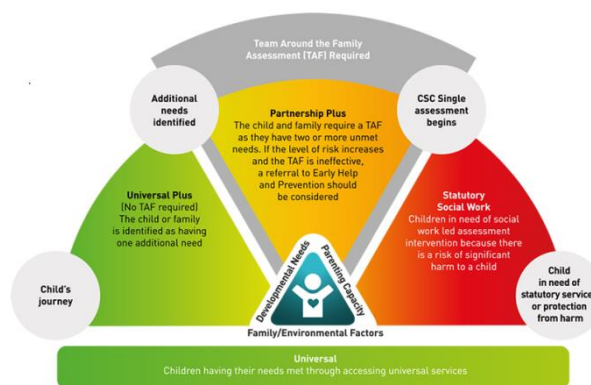 Team Around the Family
Assessment (TAF) Required
Additional
needs
identified
CSC Single
assessment
begins
Partnership Plus
The child and family require a TAF
as they have two or more unmet
needs. If the level of risk increases
and the TAF is ineffective,
a referral to Early Help
and Prevention should
be considered
Universal Plus
(No TAF required)
The child or family
is identified as having
one additional need
Statutory
Social Work
Children in need of social
work led assessment
intervention because there
is a risk of significant
harm to a child
Child's
journey
Developmental Needs
Parenting Capacity
Family/Environmental Factors
Child
in need of
statutory service
or protection
from harm
Universal
Children having their needs met through accessing universal services